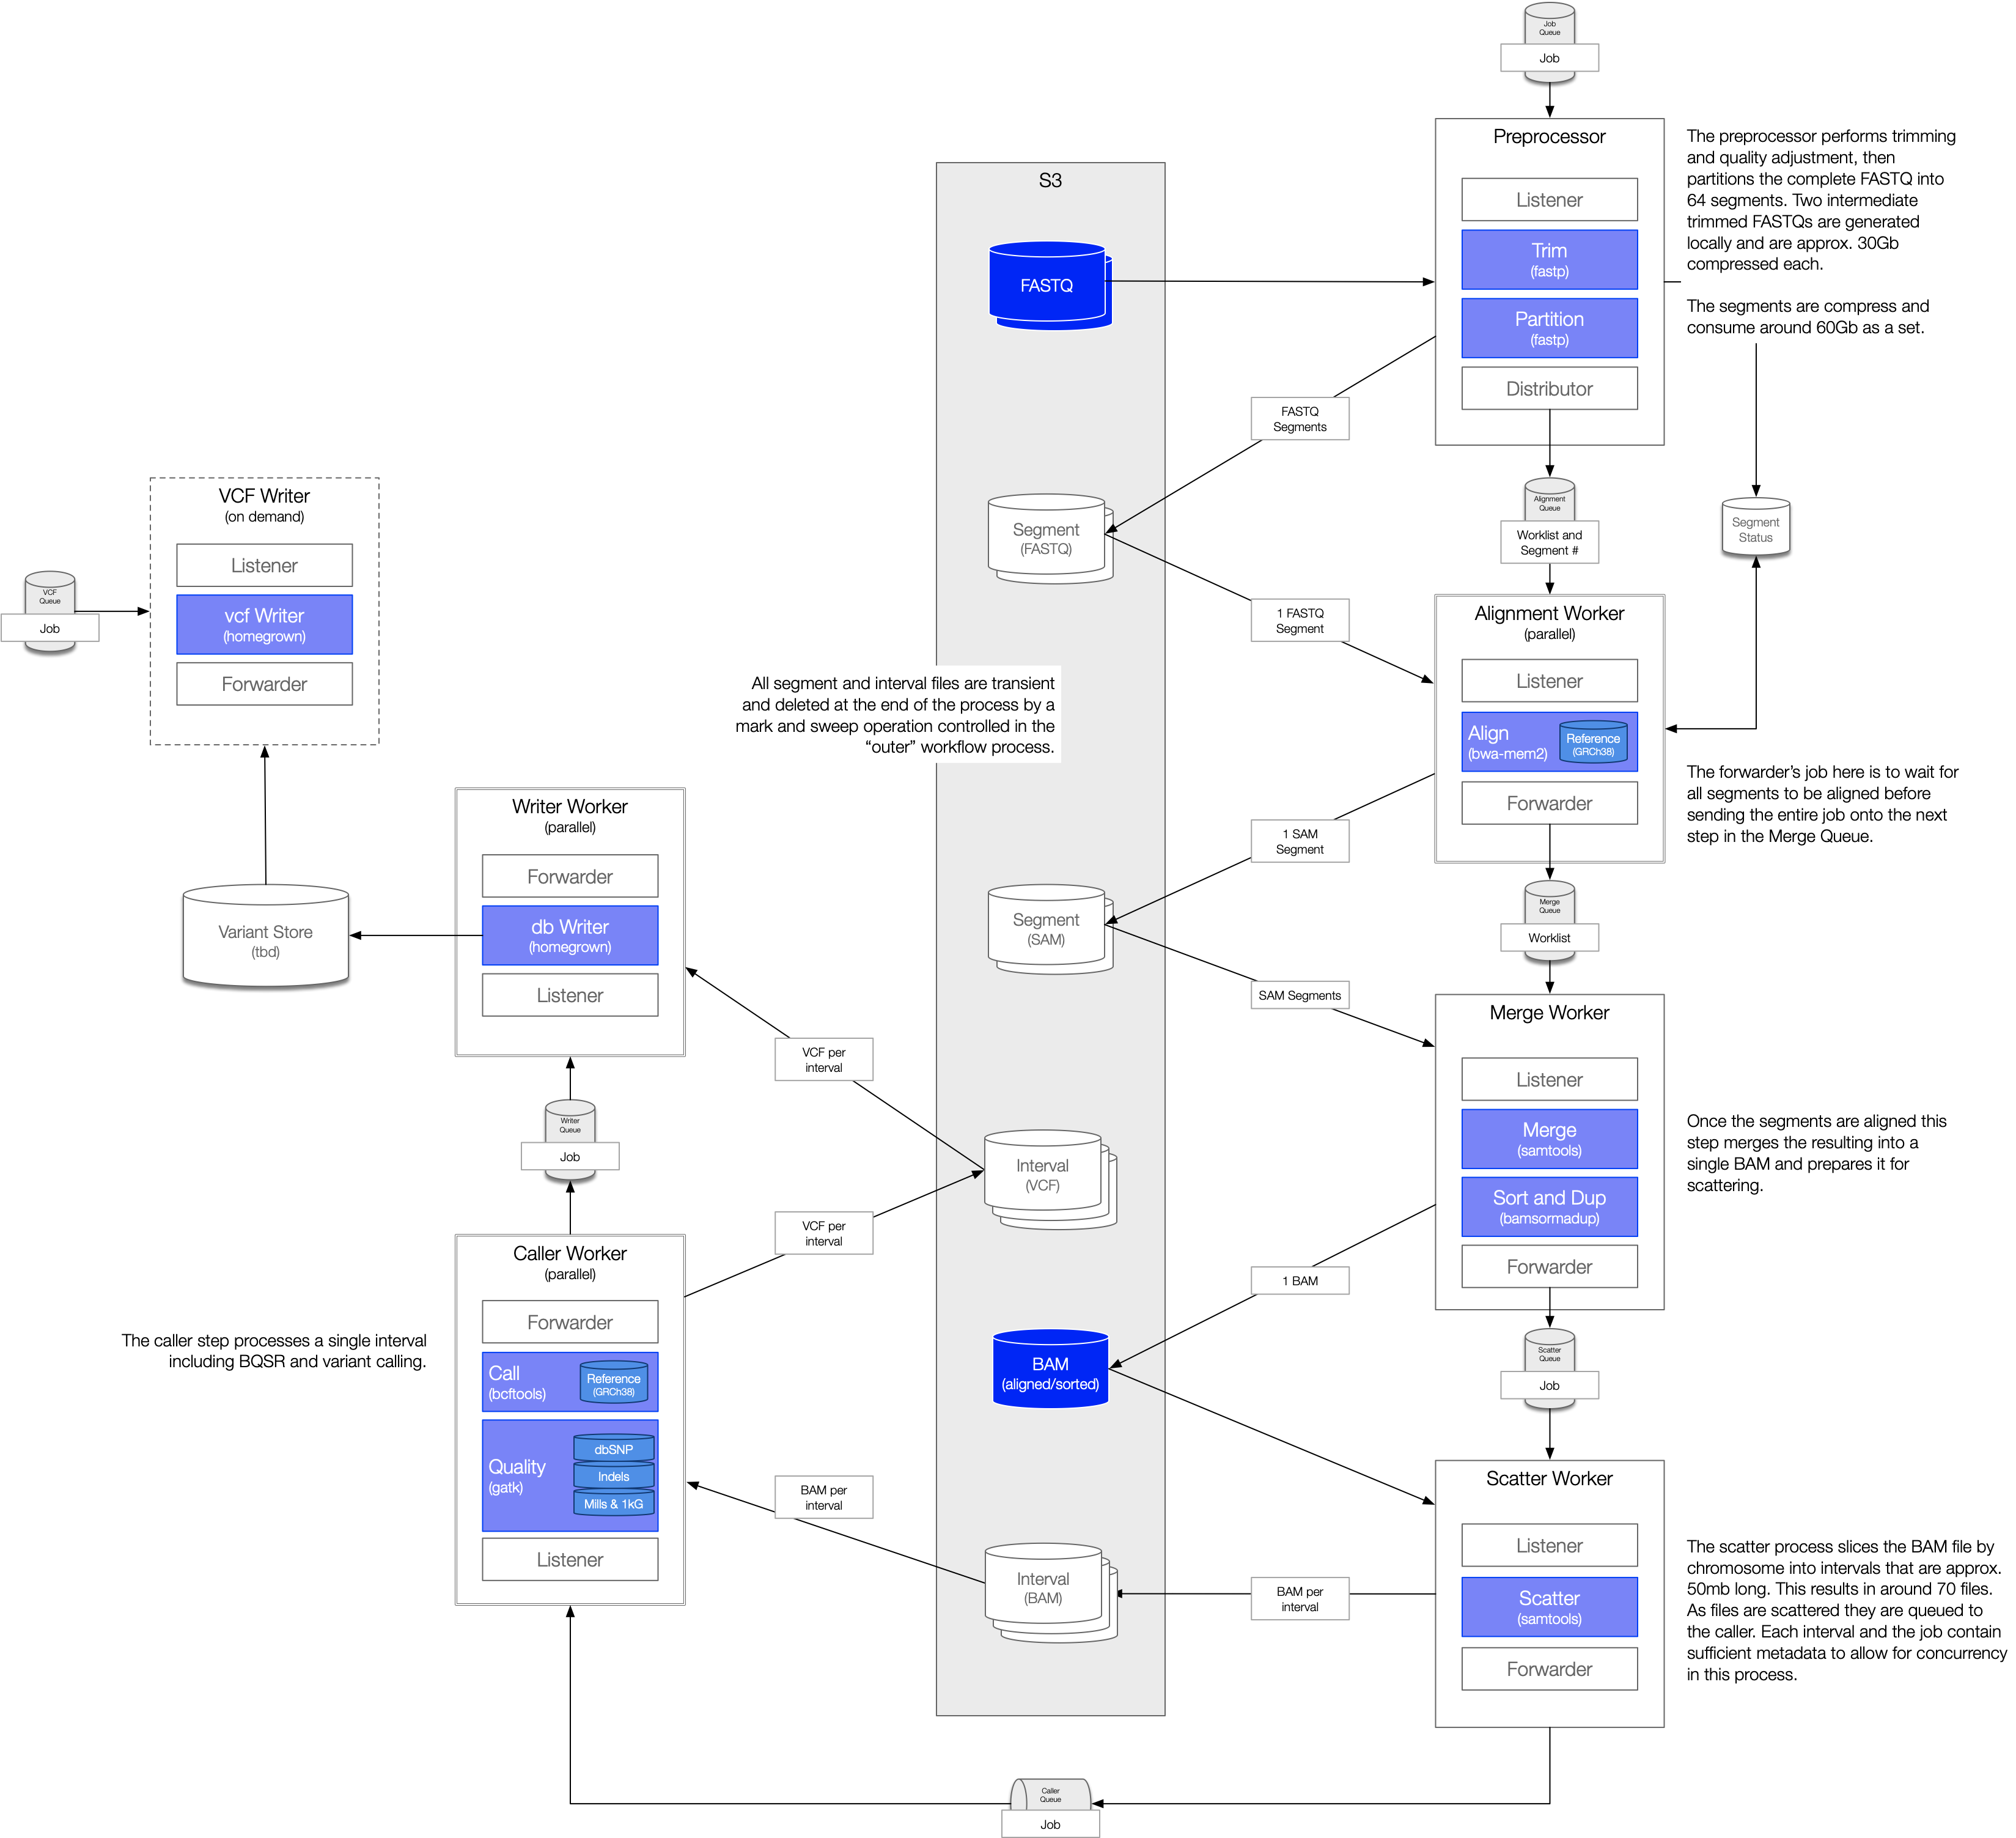 Job
Queue
Job
Preprocessor
Listener
Trim
(fastp)
Partition
(fastp)
Distributor
The preprocessor performs trimming
and quality adjustment, then
partitions the complete FASTQ into
64 segments. Two intermediate
trimmed FASTQs are generated
locally and are approx. 30Gb
compressed each.
The segments are compress and
consume around 60Gb as a set.
S3
FASTQ
FASTQ
Segments
Segment
(FASTQ)
Alignment
Queue
Worklist and
Segment #
Segment
Status
1 FASTQ
Segment
Alignment Worker
(parallel)
Listener
Align
(bwa-mem2)
Reference
(GRCh38)
Forwarder
The forwarder's job here is to wait for
all segments to be aligned before
sending the entire job onto the next
step in the Merge Queue.
VCF Writer
(on demand)
Listener
vcf Writer
(homegrown)
Forwarder
VCF
Queue
Job
All segment and interval files are transient
and deleted at the end of the process by a
mark and sweep operation controlled in the
“outer” workflow process.
Writer Worker
(parallel)
Forwarder
db Writer
(homegrown)
Listener
Variant Store
(tbd)
1 SAM
Segment
Segment
(SAM)
Merge
Queue
Worklist
SAM Segments
Merge Worker
Listener
Merge
(samtools)
Sort and Dup
(bamsormadup)
Forwarder
Once the segments are aligned this
step merges the resulting into a
single BAM and prepares it for
scattering.
VCF per
interval
Writer
Queue
Job
Interval
(VCF)
VCF per
interval
Caller Worker
(parallel)
Forwarder
Call
(bcftools)
Reference
(GRCh38)
Quality
(gatk)
dbSNP
Indels
Mills & 1kG
Listener
The caller step processes a single interval
including BQSR and variant calling.
1 BAM
BAM
(aligned/sorted)
Scatter
Queue
Job
Scatter Worker
Listener
Scatter
(samtools)
Forwarder
The scatter process slices the BAM file by
chromosome into intervals that are approx.
50mb long. This results in around 70 files.
As files are scattered they are queued to
the caller. Each interval and the job contain
sufficient metadata to allow for concurrency
in this process.
BAM per
interval
Interval
(BAM)
BAM per
interval
Caller
Queue
Job